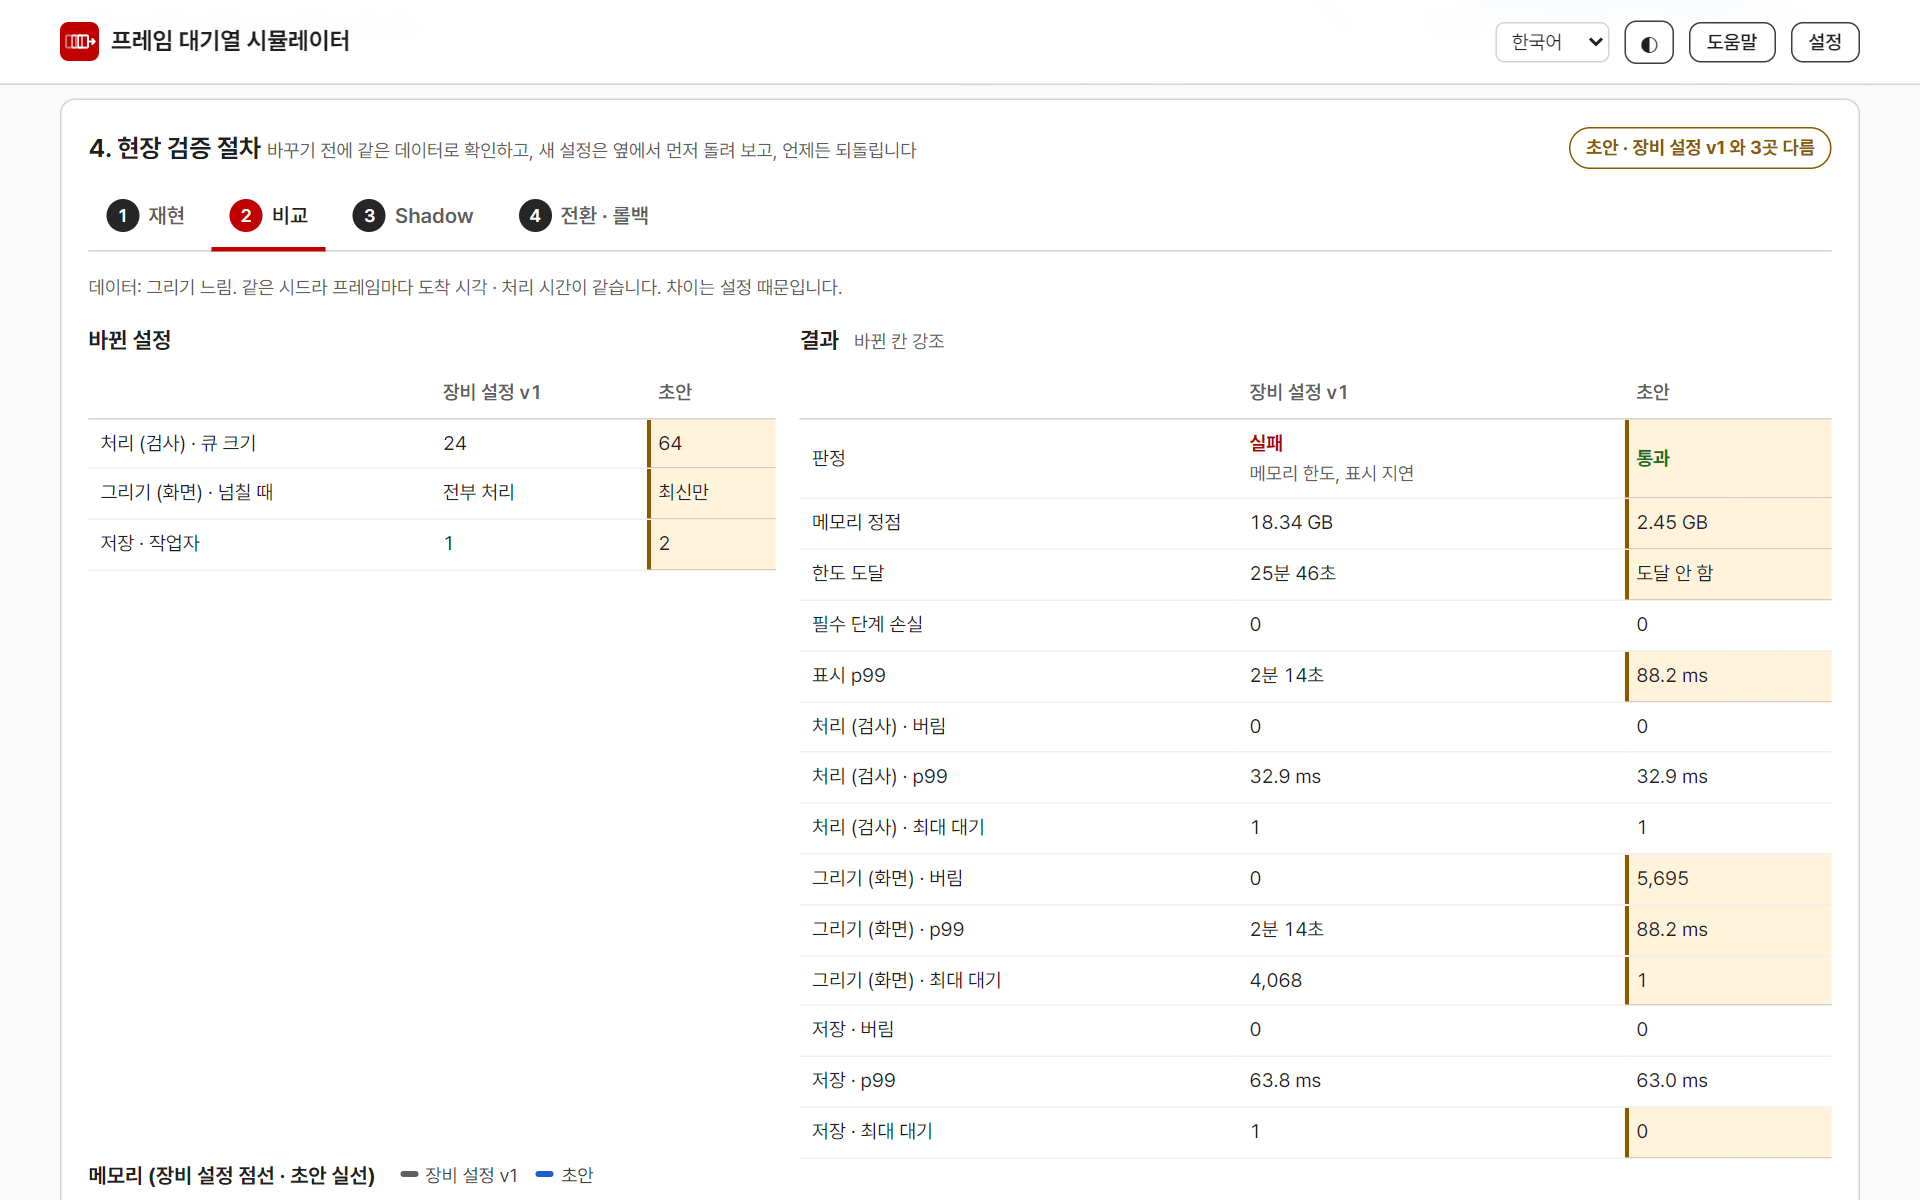 프레임 대기열 시뮬레이터
한국어
도움말
설정
4. 현장 검증 절차 바꾸기 전에 같은 데이터로 확인하고, 새 설정은 옆에서 먼저 돌려 보고, 언제든 되돌립니다
초안 · 장비 설정 v1 와 3곳 다름
1 재현
2 비교
3 Shadow
4 전환 · 롤백
데이터: 그리기 느림. 같은 시드라 프레임마다 도착 시각 · 처리 시간이 같습니다. 차이는 설정 때문입니다.
바뀐 설정
장비 설정 v1 초안
처리 (검사) · 큐 크기 24 64
그리기 (화면) · 넘칠 때 전부 처리 최신만
저장 · 작업자 1 2
결과 바뀐 칸 강조
장비 설정 v1 초안
판정 실패 메모리 한도, 표시 지연 통과
메모리 정점 18.34 GB 2.45 GB
한도 도달 25분 46초 도달 안 함
필수 단계 손실 0 0
표시 p99 2분 14초 88.2 ms
처리 (검사) · 버림 0 0
처리 (검사) · p99 32.9 ms 32.9 ms
처리 (검사) · 최대 대기 1 1
그리기 (화면) · 버림 0 5,695
그리기 (화면) · p99 2분 14초 88.2 ms
그리기 (화면) · 최대 대기 4,068 1
저장 · 버림 0 0
저장 · p99 63.8 ms 63.0 ms
저장 · 최대 대기 1 0
메모리 (장비 설정 점선 · 초안 실선) 장비 설정 v1 초안